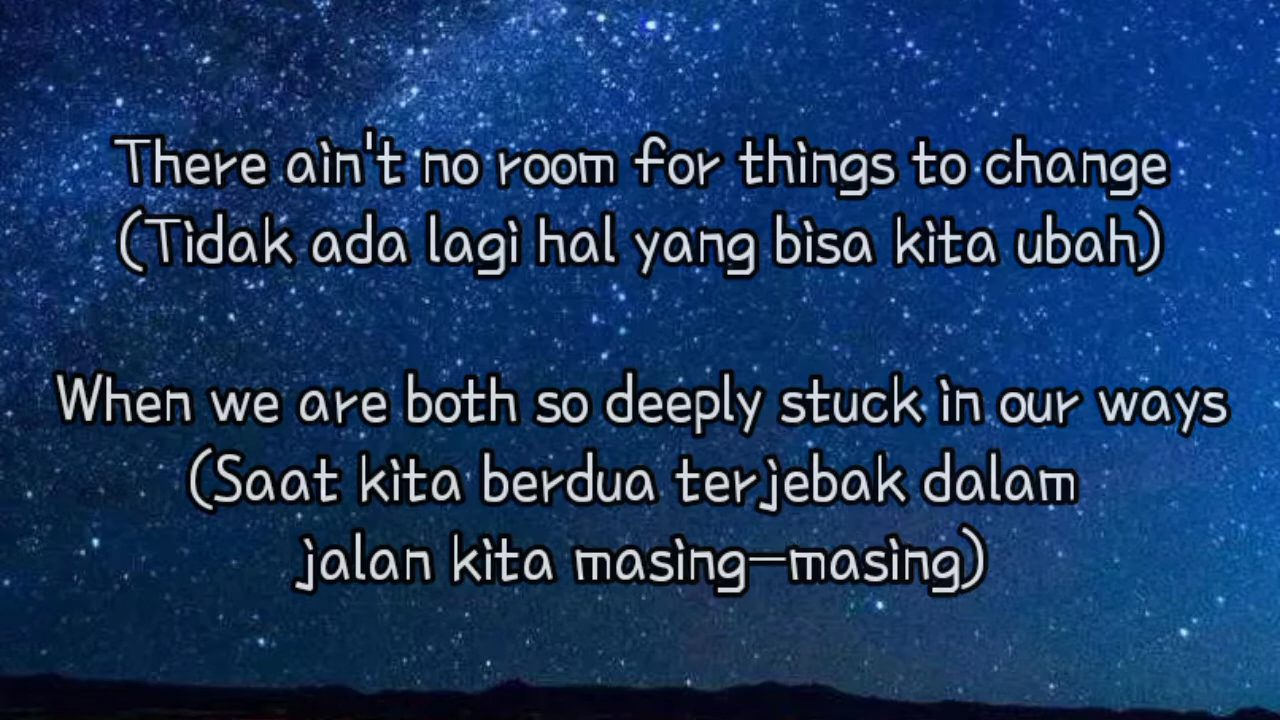 There ain't no room for things to change
(Tidak ada lagi hal yang bisa kita ubah)
When we are both so deeply stuck in our ways
(Saat kita berdua terjebak dalam
jalan kita masing-masing)